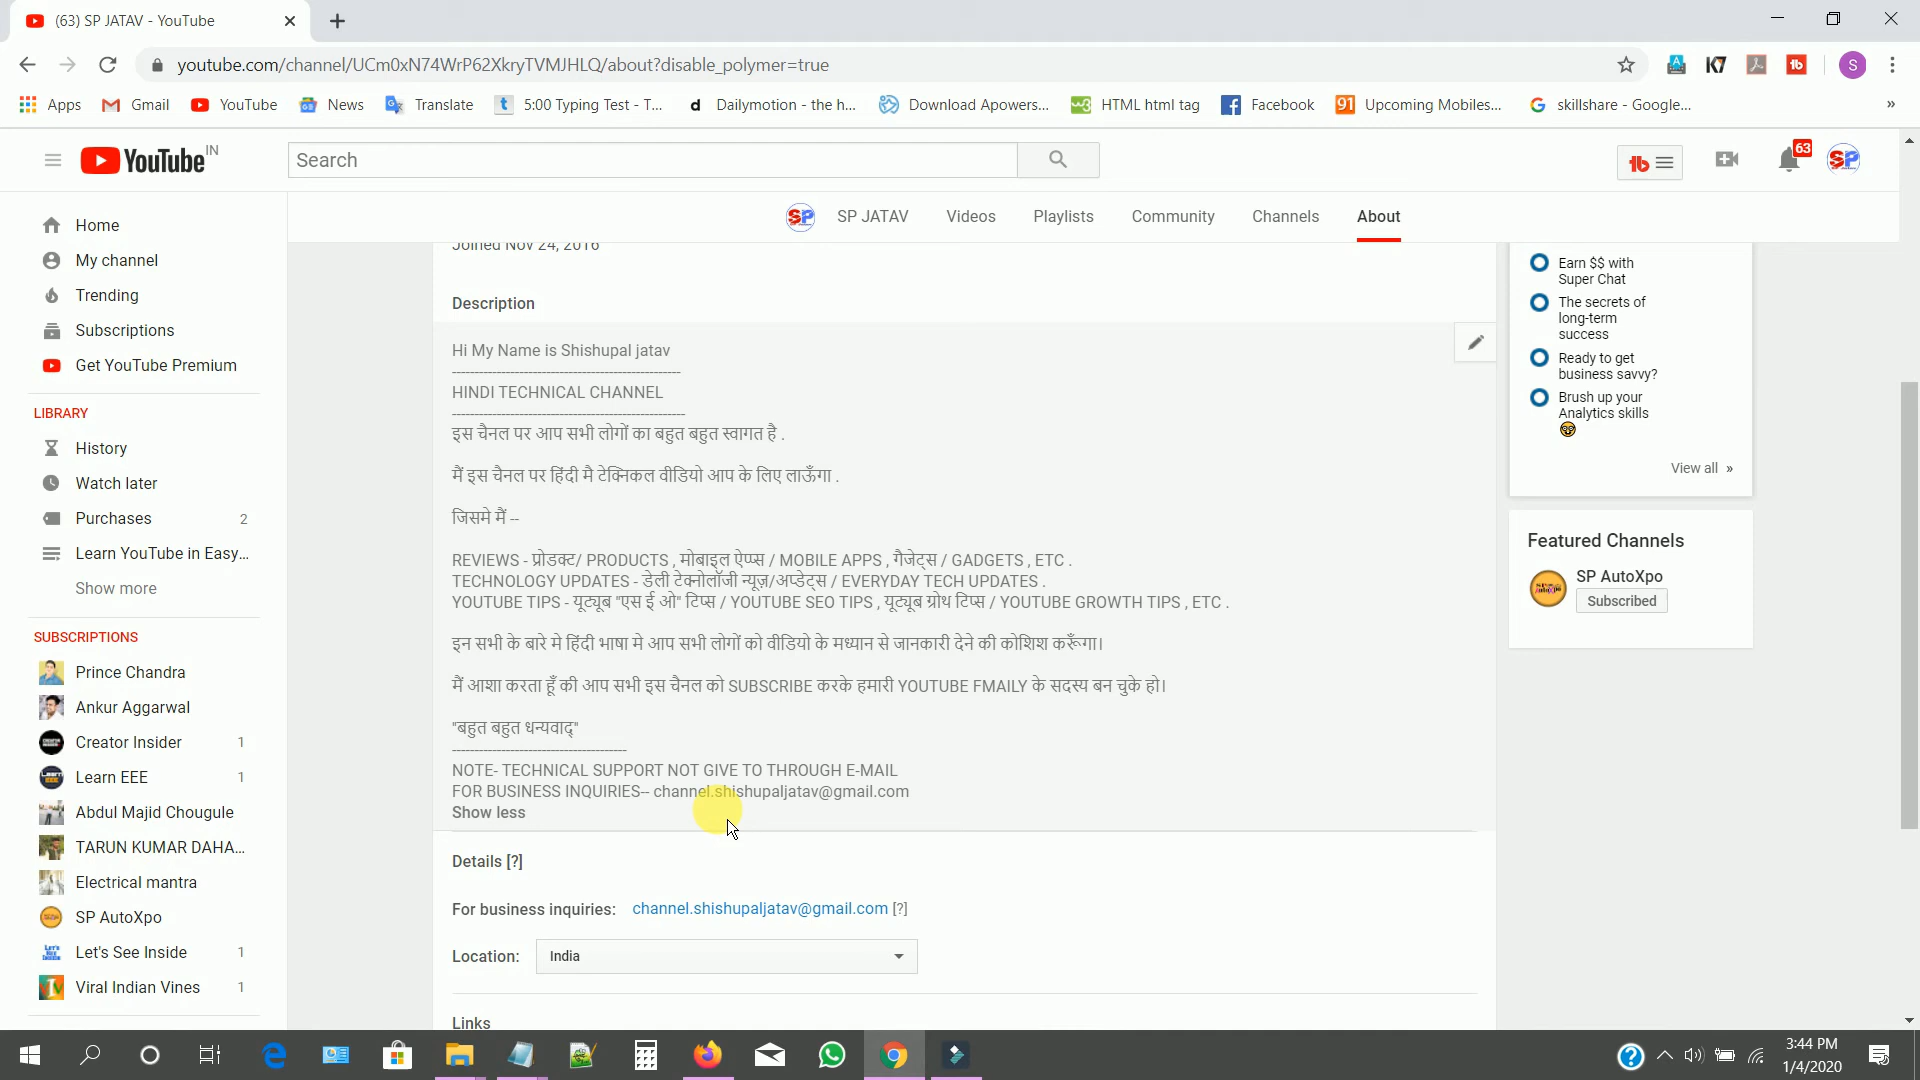 (63) SP JATAV - YouTube
youtube.com/channel/UCm0xN74WrP62XkryTVMJHLQ/about?disable_polymer=true
S
Apps
Gmail
YouTube
News
Translate
5:00 Typing Test - T...
Dailymotion - the h...
Download Apowers...
HTML html tag
Facebook
Upcoming Mobiles...
skillshare - Google...
YouTube IN
Search
63
SP JATAV
Videos
Playlists
Community
Channels
About
Home
My channel
Trending
Subscriptions
Get YouTube Premium
LIBRARY
History
Watch later
Purchases 2
Learn YouTube in Easy...
Show more
SUBSCRIPTIONS
Prince Chandra
Ankur Aggarwal
Creator Insider 1
Learn EEE 1
Abdul Majid Chougule
TARUN KUMAR DAHA...
Electrical mantra
SP AutoXpo
Let's See Inside 1
Viral Indian Vines 1
Joined Nov 24, 2016
Description
Hi My Name is Shishupal jatav
--------------------------------------------------
HINDI TECHNICAL CHANNEL
---------------------------------------------------
इस चैनल पर आप सभी लोगों का बहुत बहुत स्वागत है .
मैं इस चैनल पर हिंदी मै टेक्निकल वीडियो आप के लिए लाऊँगा .
जिसमे मैं --
REVIEWS - प्रोडक्ट/ PRODUCTS , मोबाइल ऐप्प्स / MOBILE APPS , गैजेट्स / GADGETS , ETC .
TECHNOLOGY UPDATES - डेली टेक्नोलॉजी न्यूज़/अप्डेट्स / EVERYDAY TECH UPDATES .
YOUTUBE TIPS - यूट्यूब "एस ई ओ" टिप्स / YOUTUBE SEO TIPS , यूट्यूब ग्रोथ टिप्स / YOUTUBE GROWTH TIPS , ETC .
इन सभी के बारे मे हिंदी भाषा मे आप सभी लोगों को वीडियो के मध्यान से जानकारी देने की कोशिश करूँगा।
मैं आशा करता हूँ की आप सभी इस चैनल को SUBSCRIBE करके हमारी YOUTUBE FMAILY के सदस्य बन चुके हो।
"बहुत बहुत धन्यवाद्"
--------------------------------------
NOTE- TECHNICAL SUPPORT NOT GIVE TO THROUGH E-MAIL
FOR BUSINESS INQUIRIES-- channel.shishupaljatav@gmail.com
Show less
Details [?]
For business inquiries: channel.shishupaljatav@gmail.com [?]
Location: India
Links
Earn $$ with
Super Chat
The secrets of
long-term
success
Ready to get
business savvy?
Brush up your
Analytics skills
View all »
Featured Channels
SP AutoXpo
Subscribed
3:44 PM
1/4/2020